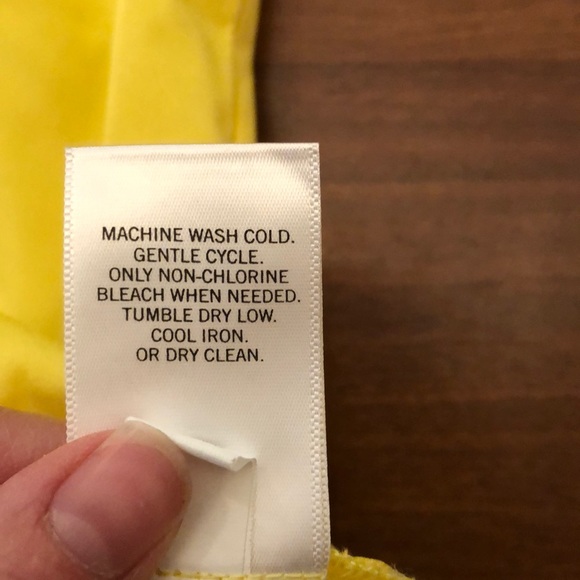 MACHINE WASH COLD.
GENTLE CYCLE.
ONLY NON-CHLORINE
BLEACH WHEN NEEDED.
TUMBLE DRY LOW.
COOL IRON.
OR DRY CLEAN.